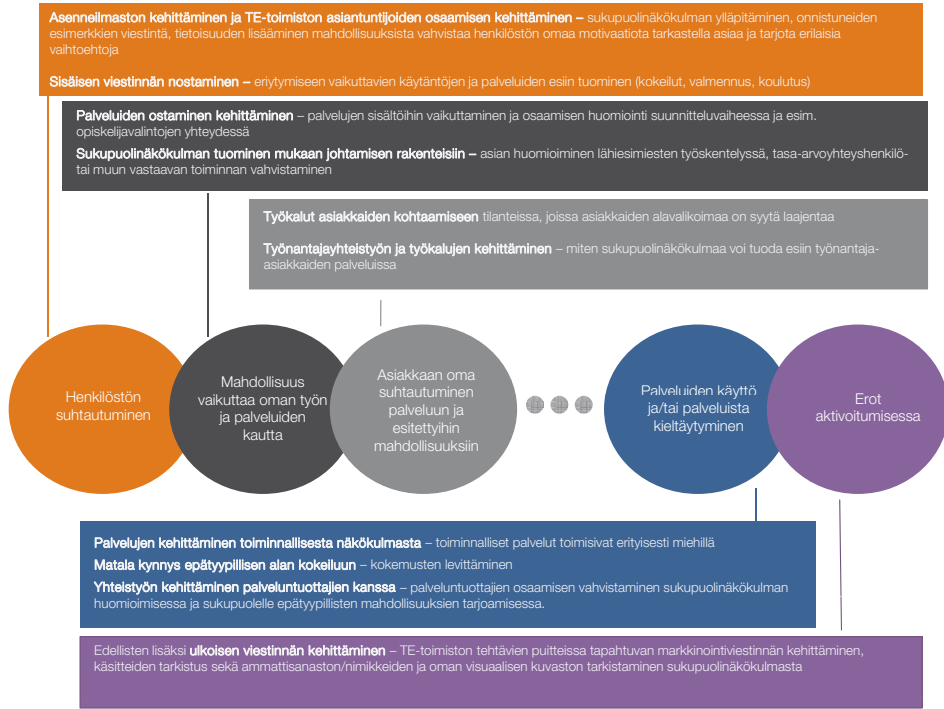 Asenneilmaston kehittäminen ja TE-toimiston asiantuntijoiden osaamisen kehittäminen – sukupuolinäkökulman ylläpitäminen, onnistuneiden
esimerkkien viestintä, tietoisuuden lisääminen mahdollisuuksista vahvistaa henkilöstön omaa motivaatiota tarkastella asiaa ja tarjota erilaisia
vaihtoehtoja
Sisäisen viestinnän nostaminen – eriytymiseen vaikuttavien käytäntöjen ja palveluiden esiin tuominen (kokeilut, valmennus, koulutus)
Palveluiden ostaminen kehittäminen – palvelujen sisältöihin vaikuttaminen ja osaamisen huomiointi suunnitteluvaiheessa ja esim.
opiskelijavalintojen yhteydessä
Sukupuolinäkökulman tuominen mukaan johtamisen rakenteisiin – asian huomioiminen lähiesimiesten työskentelyssä, tasa-arvoyhteyshenkilö-
tai muun vastaavan toiminnan vahvistaminen
Työkalut asiakkaiden kohtaamiseen tilanteissa, joissa asiakkaiden alavalikoimaa on syytä laajentaa
Työnantajayhteistyön ja työkalujen kehittäminen – miten sukupuolinäkökulmaa voi tuoda esiin työnantaja-
asiakkaiden palveluissa
Henkilöstön
suhtautuminen
Mahdollisuus
vaikuttaa oman työn
ja palveluiden
kautta
Asiakkaan oma
suhtautuminen
palveluun ja
esitettyihin
mahdollisuuksiin
Palveluiden käyttö
ja/tai palveluista
kieltäytyminen
Erot
aktivoitumisessa
Palvelujen kehittäminen toiminnallisesta näkökulmasta – toiminnalliset palvelut toimisivat erityisesti miehillä
Matala kynnys epätyypillisen alan kokeiluun – kokemusten levittäminen
Yhteistyön kehittäminen palveluntuottajien kanssa – palveluntuottajien osaamisen vahvistaminen sukupuolinäkökulman
huomioimisessa ja sukupuolelle epätyypillisten mahdollisuuksien tarjoamisessa.
Edellisten lisäksi ulkoisen viestinnän kehittäminen – TE-toimiston tehtävien puitteissa tapahtuvan markkinointiviestinnän kehittäminen,
käsitteiden tarkistus sekä ammattisanaston/nimikkeiden ja oman visuaalisen kuvaston tarkistaminen sukupuolinäkökulmasta